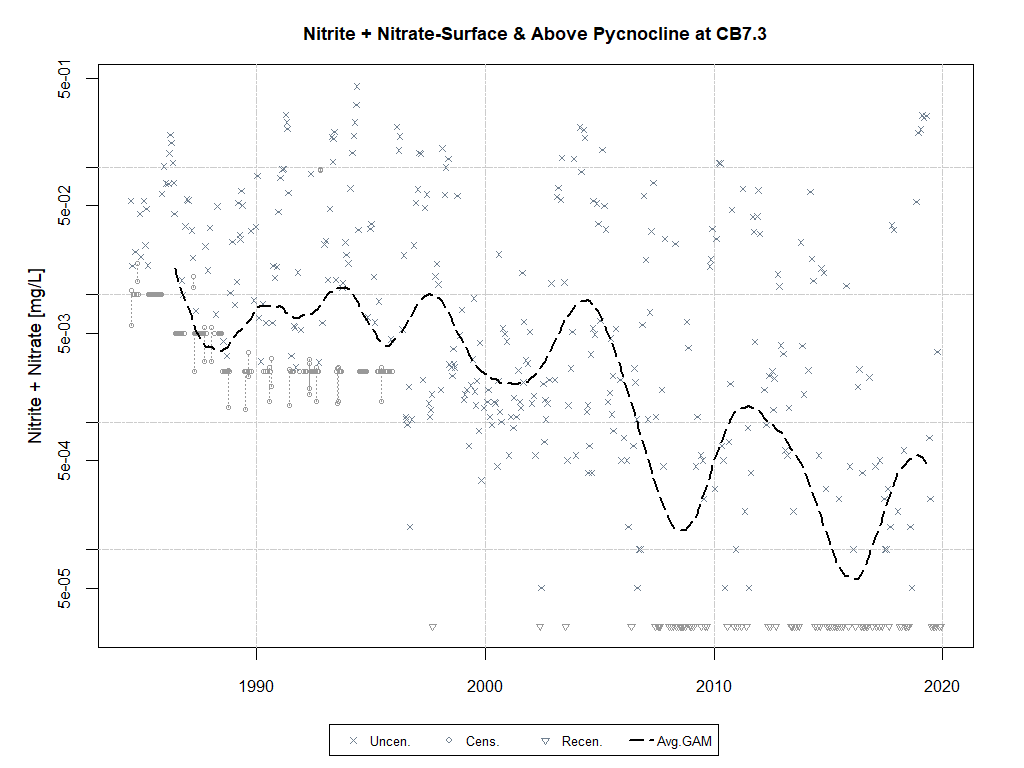 Nitrite + Nitrate-Surface & Above Pycnocline at CB7.3
Nitrite + Nitrate [mg/L]
5e-01
5e-02
5e-03
5e-04
5e-05
1990 2000 2010 2020
Uncen. Cens. Recen. Avg.GAM